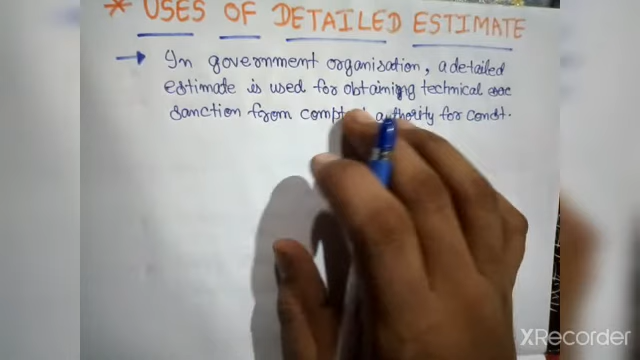 * USES OF DETAILED ESTIMATE
→ In government organisation, a detailed
estimade is used for obtaining technical
sanction from authority for const.
XRecorder